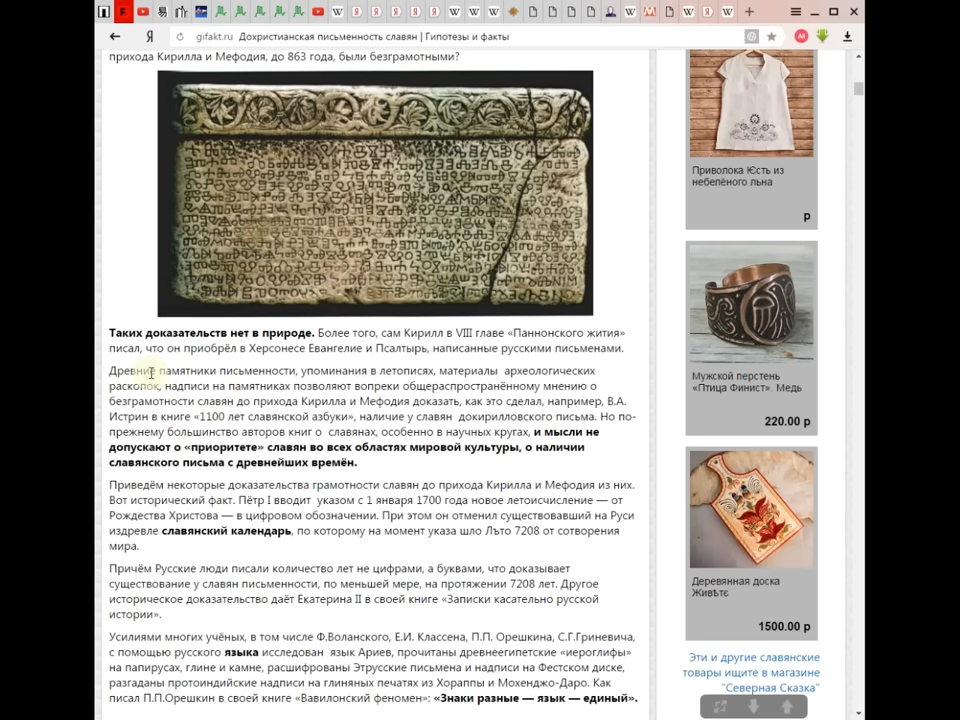 gifakt.ru Дохристианская письменность славян | Гипотезы и факты
прихода Кирилла и Мефодия, до 863 года, были безграмотными?
Таких доказательств нет в природе. Более того, сам Кирилл в VIII главе «Паннонского жития»
писал, что он приобрёл в Херсонесе Евангелие и Псалтырь, написанные русскими письменами.
Древние памятники письменности, упоминания в летописях, материалы археологических
раскопок, надписи на памятниках позволяют вопреки общераспространённому мнению о
безграмотности славян до прихода Кирилла и Мефодия доказать, как это сделал, например, В.А.
Истрин в книге «1100 лет славянской азбуки», наличие у славян докирилловского письма. Но по-
прежнему большинство авторов книг о славянах, особенно в научных кругах, и мысли не
допускают о «приоритете» славян во всех областях мировой культуры, о наличии
славянского письма с древнейших времён.
Приведём некоторые доказательства грамотности славян до прихода Кирилла и Мефодия из них.
Вот исторический факт. Пётр I вводит указом с 1 января 1700 года новое летоисчисление — от
Рождества Христова — в цифровом обозначении. При этом он отменил существовавший на Руси
издревле славянский календарь, по которому на момент указа шло Лъто 7208 от сотворения
мира.
Причём Русские люди писали количество лет не цифрами, а буквами, что доказывает
существование у славян письменности, по меньшей мере, на протяжении 7208 лет. Другое
историческое доказательство даёт Екатерина II в своей книге «Записки касательно русской
истории».
Усилиями многих учёных, в том числе Ф.Воланского, Е.И. Классена, П.П. Орешкина, С.Г.Гриневича,
с помощью русского языка исследован язык Ариев, прочитаны древнеегипетские «иероглифы»
на папирусах, глине и камне, расшифрованы Этрусские письмена и надписи на Фестском диске,
разгаданы протоиндийские надписи на глиняных печатях из Хораппы и Мохенджо-Даро. Как
писал П.П.Орешкин в своей книге «Вавилонский феномен»: «Знаки разные — язык — единый».
Приволока Ѥсть из
небелёного льна
р
Мужской перстень
«Птица Финист». Медь
220.00 р
Деревянная доска
Живѣте
1500.00 р
Эти и другие славянские
товары ищите в магазине
"Северная Сказка"